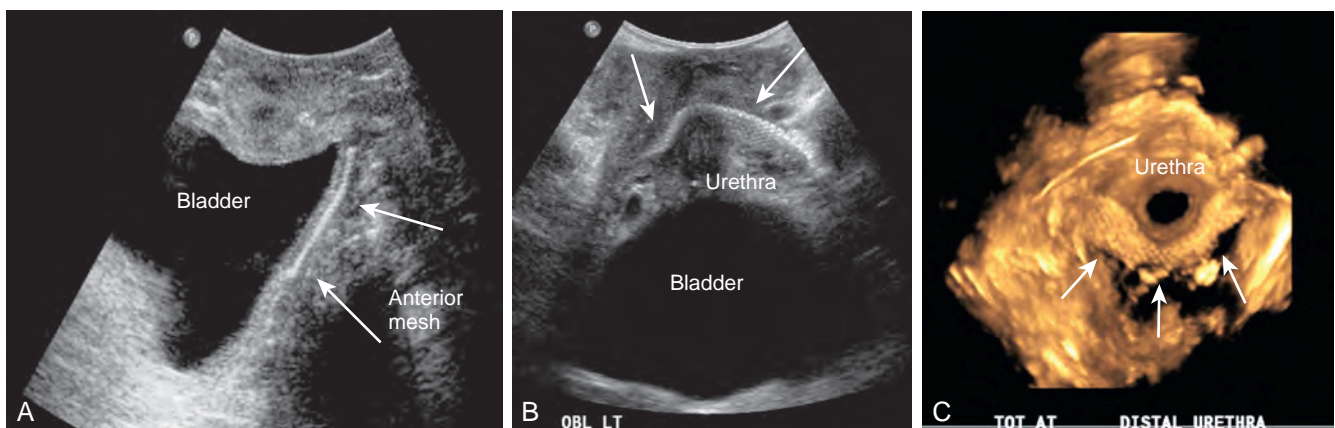 Bladder
Anterior
mesh
A
Urethra
Bladder
B
OBL LT
Urethra
C
TOT AT DISTAL URETHRA